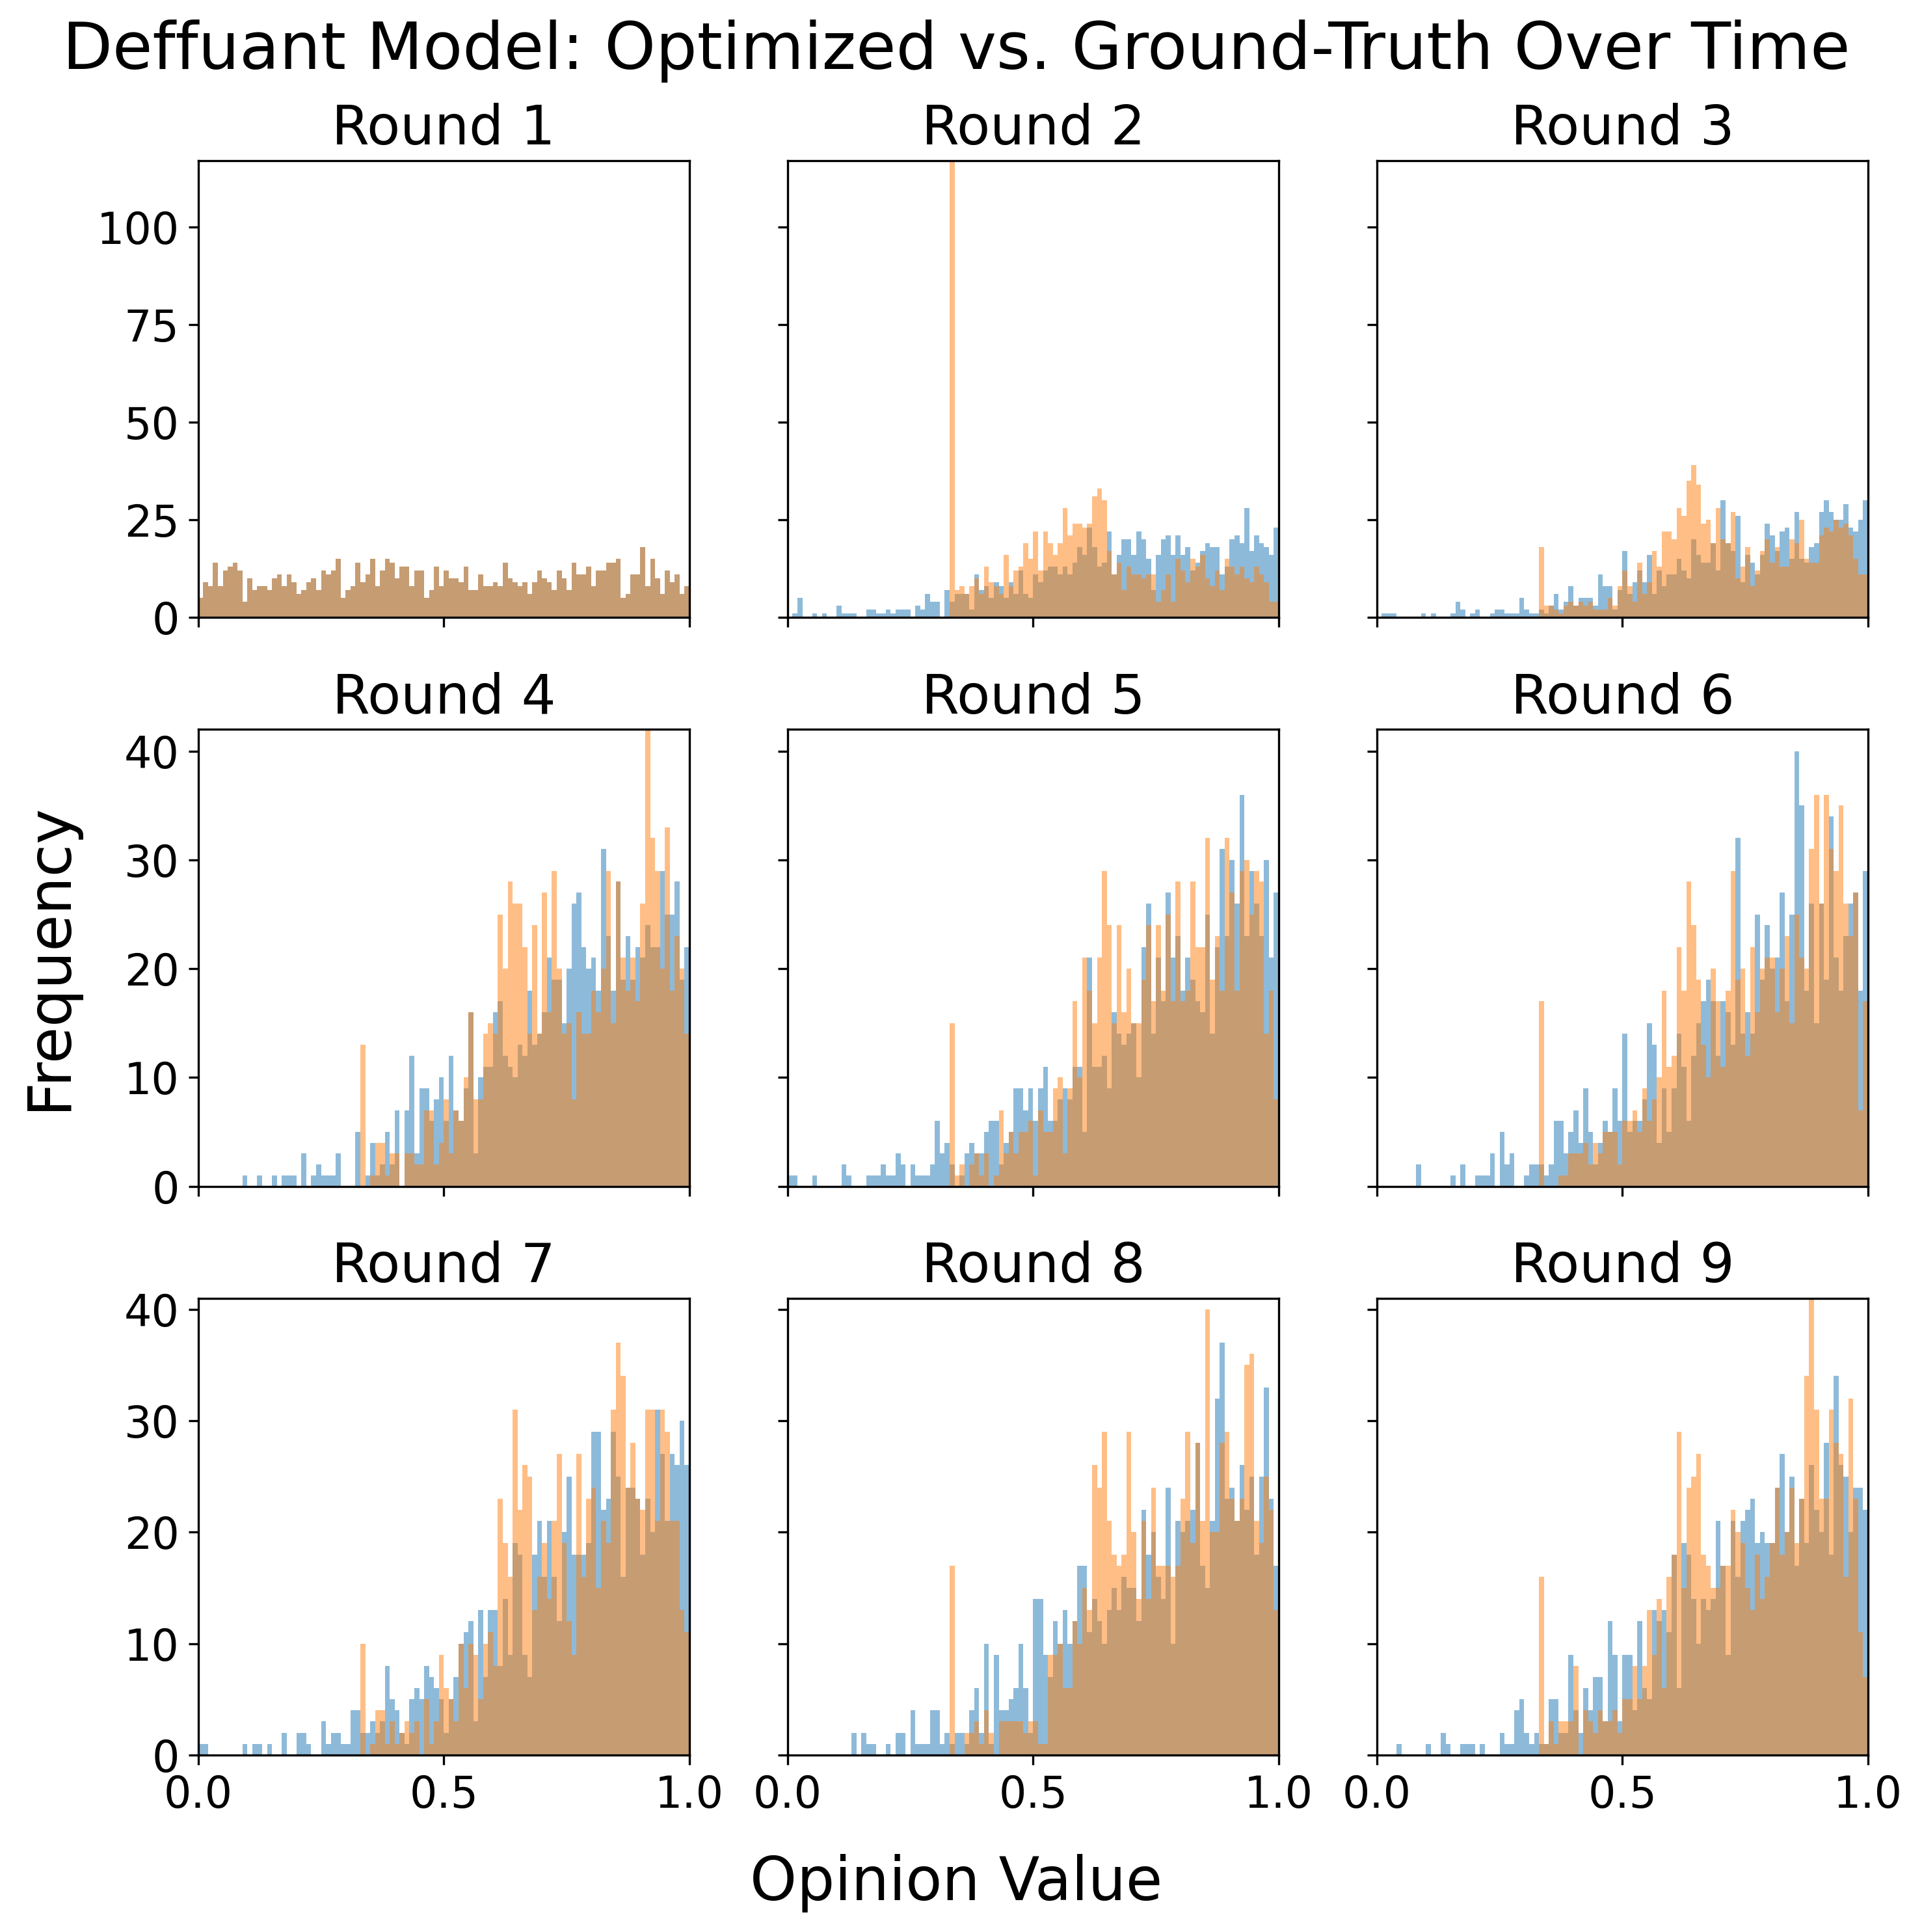 Deffuant Model: Optimized vs. Ground-Truth Over Time
Round 1
Round 2
Round 3
100
75
50
25
0
Round 4
Round 5
Round 6
40
30
20
10
0
Frequency
Round 7
Round 8
Round 9
40
30
20
10
0
0.0 0.5 1.0
0.0 0.5 1.0
0.0 0.5 1.0
Opinion Value